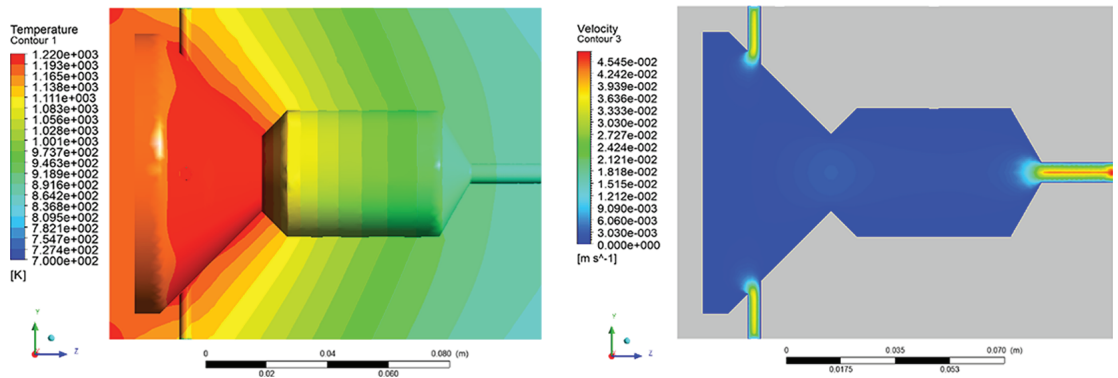 Temperature
Contour 1
1.220e+003
1.193e+003
1.165e+003
1.138e+003
1.111e+003
1.083e+003
1.056e+003
1.028e+003
1.001e+003
9.737e+002
9.463e+002
9.189e+002
8.916e+002
8.642e+002
8.368e+002
8.095e+002
7.821e+002
7.547e+002
7.274e+002
7.000e+002
[K]
Y
Z
0 0.04 0.080 (m)
0.02 0.060
Velocity
Contour 3
4.545e-002
4.242e-002
3.939e-002
3.636e-002
3.333e-002
3.030e-002
2.727e-002
2.424e-002
2.121e-002
1.818e-002
1.515e-002
1.212e-002
9.090e-003
6.060e-003
3.030e-003
0.000e+000
[m s^-1]
Y
Z
0 0.035 0.070 (m)
0.0175 0.053